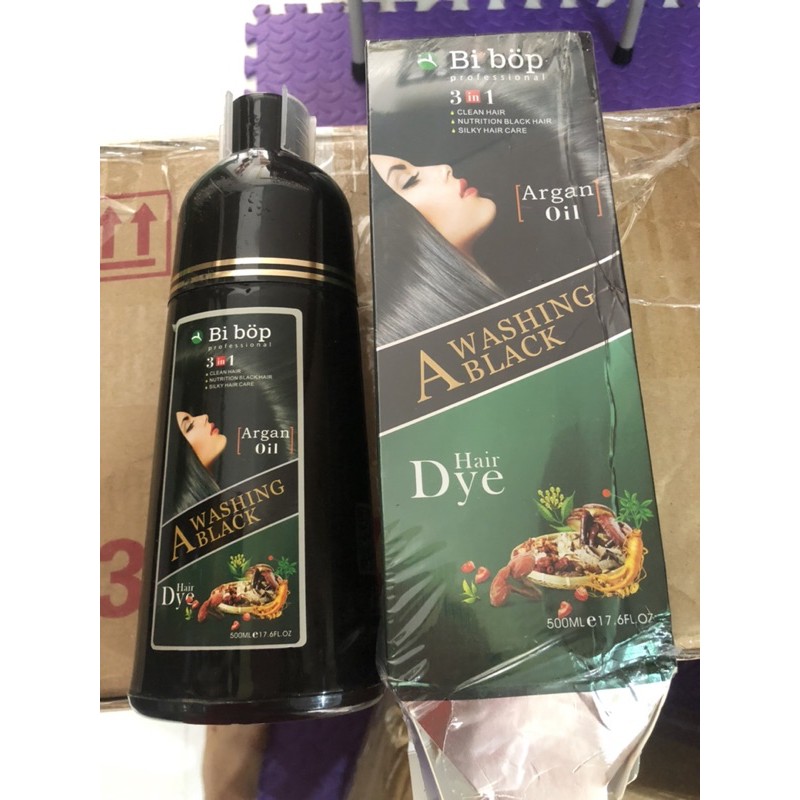 Bi böp
professional
3 in 1
CLEAN HAIR
NUTRITION BLACK HAIR
SILKY HAIR CARE
[Argan
Oil]
A WASHING
BLACK
Hair
Dye
500ML e 17.6FL.OZ
Bi böp
professional
3 in 1
CLEAN HAIR
NUTRITION BLACK HAIR
SILKY HAIR CARE
[Argan
Oil]
A WASHING
BLACK
Hair
Dye
500ML e 17.6FL.OZ
3